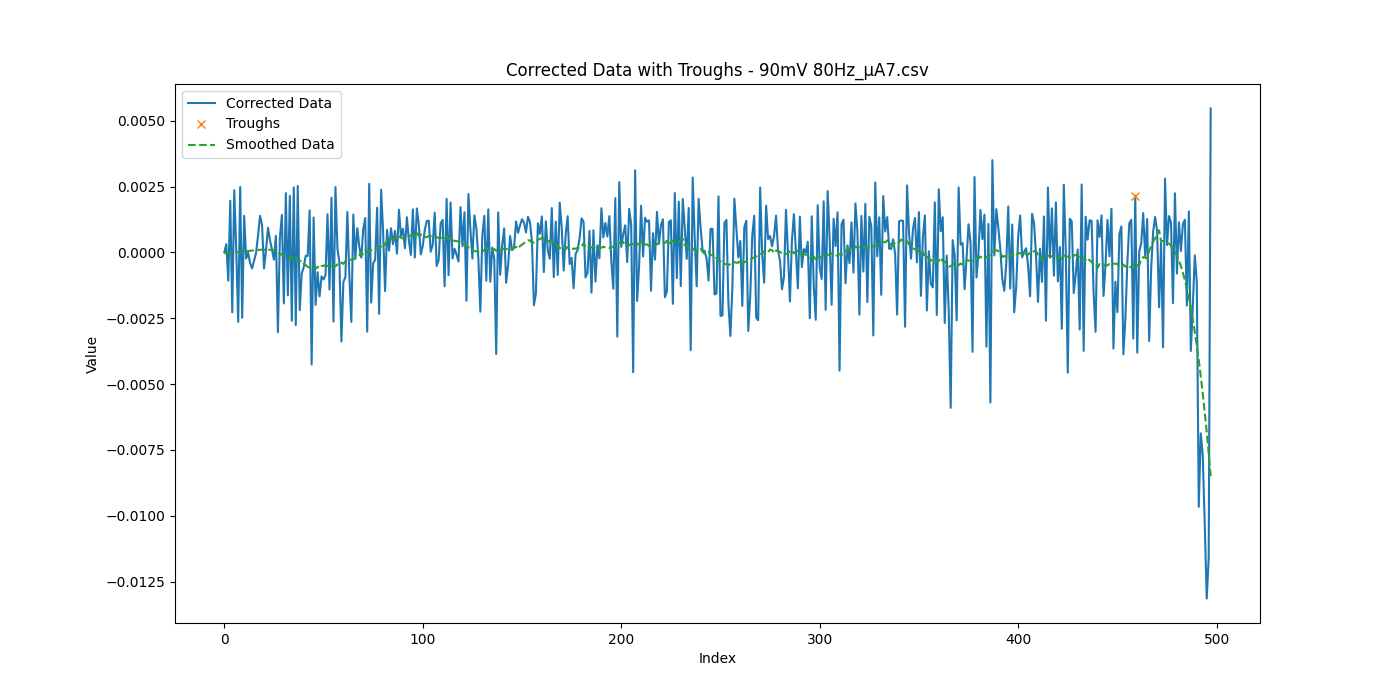 Corrected Data with Troughs - 90mV 80Hz_µA7.csv
Corrected Data
Troughs
Smoothed Data
0.0050
0.0025
0.0000
−0.0025
−0.0050
−0.0075
−0.0100
−0.0125
Value
0 100 200 300 400 500
Index